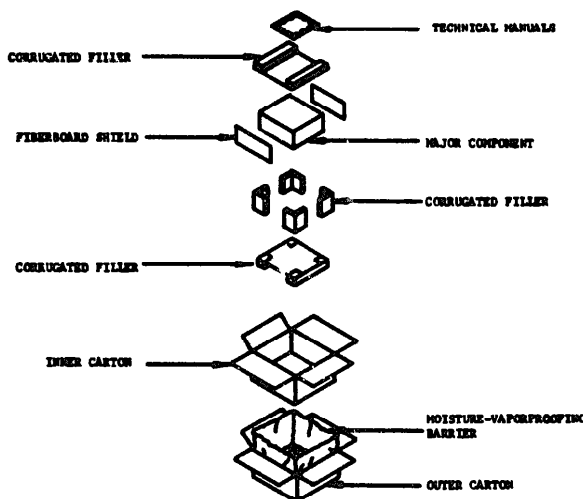 TECHNICAL MANUALS
CORRUGATED FILLER
FIBERBOARD SHIELD
MAJOR COMPONENT
CORRUGATED FILLER
CORRUGATED FILLER
INNER CARTON
MOISTURE-VAPORPROOFING
BARRIER
OUTER CARTON